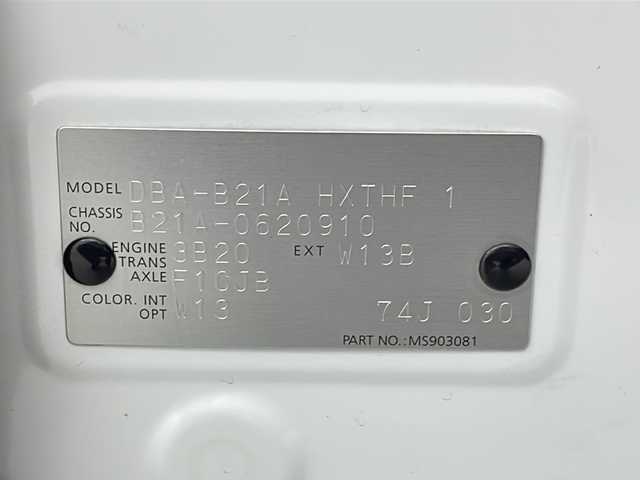 MODEL DBA-B21A HXTHF 1
CHASSIS NO. B21A-0620910
ENGINE 3B20 EXT W13B
TRANS AXLE F1CJB
COLOR. INT OPT W13 74J 030
PART NO.:MS903081